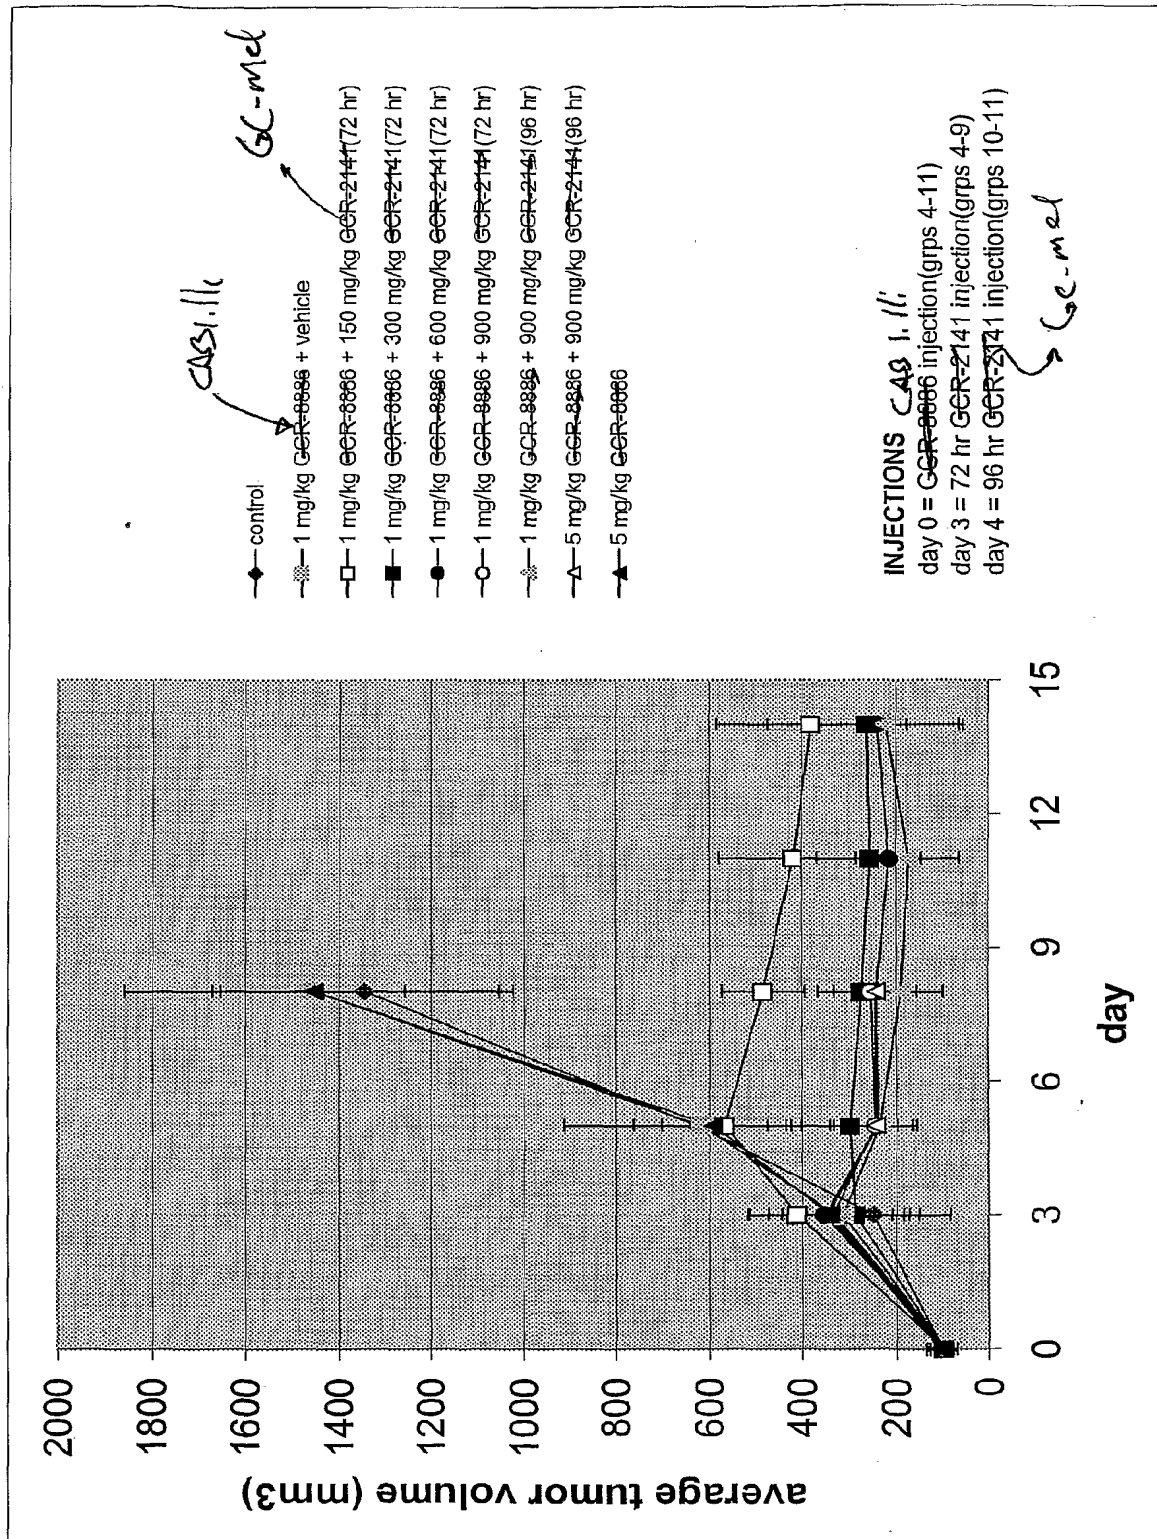 average tumor volume (mm3)
2000
1800
1600
1400
1200
1000
800
600
400
200
0
0
3
6
9
12
15
day
CAB1.11i
GC-mel
control
1 mg/kg GCR-8886 + vehicle
1 mg/kg GCR-8886 + 150 mg/kg GCR-2141(72 hr)
1 mg/kg GCR-8886 + 300 mg/kg GCR-2141(72 hr)
1 mg/kg GCR-8886 + 600 mg/kg GCR-2141(72 hr)
1 mg/kg GCR-8886 + 900 mg/kg GCR-2141(72 hr)
1 mg/kg GCR-8886 + 900 mg/kg GCR-2141(96 hr)
5 mg/kg GCR-8886 + 900 mg/kg GCR-2141(96 hr)
5 mg/kg GCR-8886
INJECTIONS CAB 1.11i
day 0 = GCR-8886 injection(grps 4-11)
day 3 = 72 hr GCR-2141 injection(grps 4-9)
day 4 = 96 hr GCR-2141 injection(grps 10-11)
GC-mel